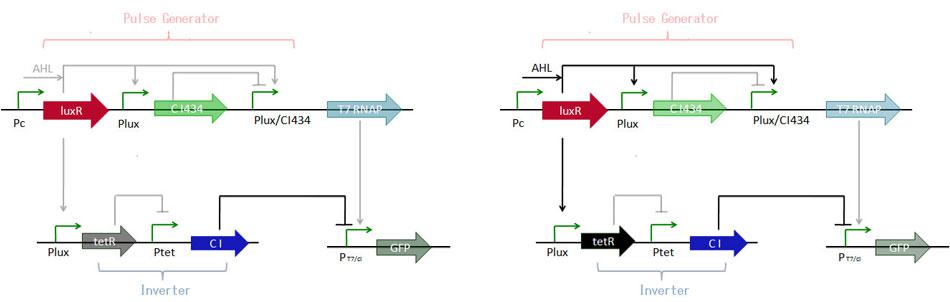 Pulse Generator
AHL
luxR
CI434
T7 RNAP
Pc
Plux
Plux/CI434
tetR
CI
GFP
Plux
Ptet
P T7/CI
Inverter
Pulse Generator
AHL
luxR
CI434
T7 RNAP
Pc
Plux
Plux/CI434
tetR
CI
GFP
Plux
Ptet
P T7/CI
Inverter